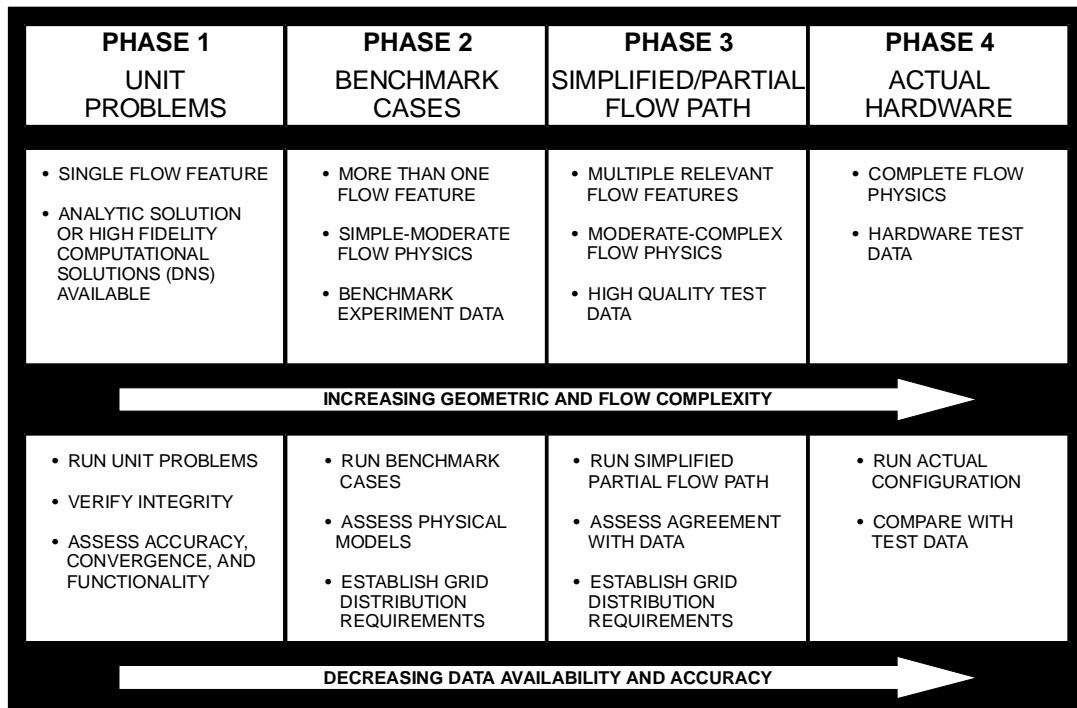 PHASE 1
UNIT
PROBLEMS
PHASE 2
BENCHMARK
CASES
PHASE 3
SIMPLIFIED/PARTIAL
FLOW PATH
PHASE 4
ACTUAL
HARDWARE
• SINGLE FLOW FEATURE
• ANALYTIC SOLUTION
OR HIGH FIDELITY
COMPUTATIONAL
SOLUTIONS (DNS)
AVAILABLE
• MORE THAN ONE
FLOW FEATURE
• SIMPLE-MODERATE
FLOW PHYSICS
• BENCHMARK
EXPERIMENT DATA
• MULTIPLE RELEVANT
FLOW FEATURES
• MODERATE-COMPLEX
FLOW PHYSICS
• HIGH QUALITY TEST
DATA
• COMPLETE FLOW
PHYSICS
• HARDWARE TEST
DATA
INCREASING GEOMETRIC AND FLOW COMPLEXITY
• RUN UNIT PROBLEMS
• VERIFY INTEGRITY
• ASSESS ACCURACY,
CONVERGENCE, AND
FUNCTIONALITY
• RUN BENCHMARK
CASES
• ASSESS PHYSICAL
MODELS
• ESTABLISH GRID
DISTRIBUTION
REQUIREMENTS
• RUN SIMPLIFIED
PARTIAL FLOW PATH
• ASSESS AGREEMENT
WITH DATA
• ESTABLISH GRID
DISTRIBUTION
REQUIREMENTS
• RUN ACTUAL
CONFIGURATION
• COMPARE WITH
TEST DATA
DECREASING DATA AVAILABILITY AND ACCURACY